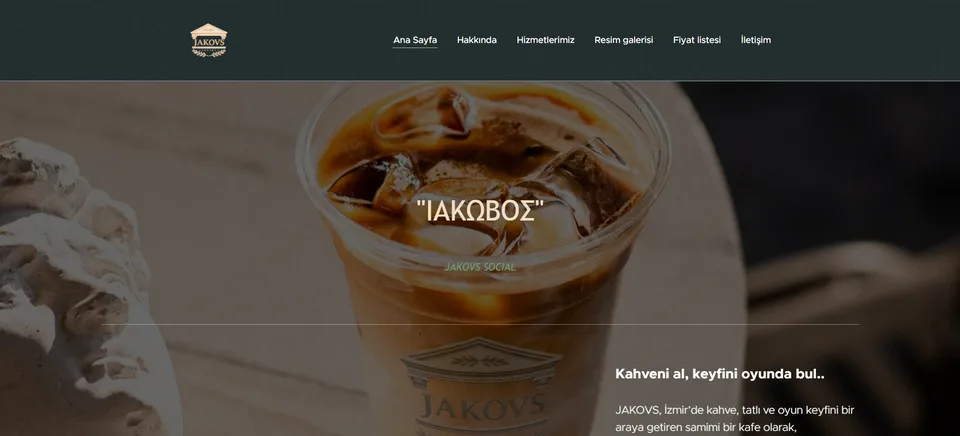 JAKOVS
Ana Sayfa Hakkında Hizmetlerimiz Resim galerisi Fiyat listesi İletişim
"ΙΑΚΩΒΟΣ"
JAKOVS SOCIAL
JAKOVS
Kahveni al, keyfini oyunda bul..
JAKOVS, İzmir'de kahve, tatlı ve oyun keyfini bir
araya getiren samimi bir kafe olarak,